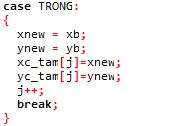 case TRONG:
{
xnew = xb;
ynew = yb;
xc_tam[j]=xnew;
yc_tam[j]=ynew;
j++;
break;
}